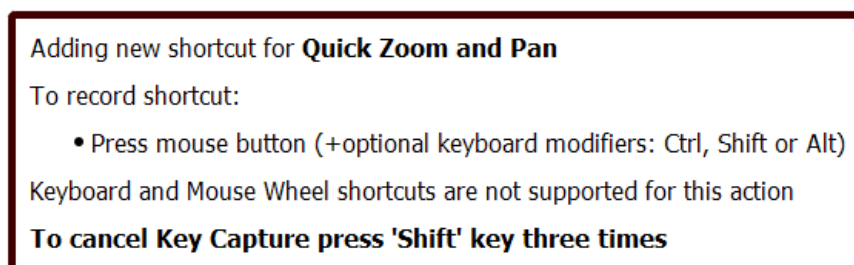 Adding new shortcut for Quick Zoom and Pan
To record shortcut:
• Press mouse button (+optional keyboard modifiers: Ctrl, Shift or Alt)
Keyboard and Mouse Wheel shortcuts are not supported for this action
To cancel Key Capture press 'Shift' key three times